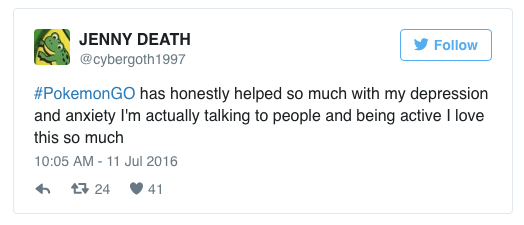 JENNY DEATH
@cybergoth1997
Follow
#PokemonGO has honestly helped so much with my depression
and anxiety I'm actually talking to people and being active I love
this so much
10:05 AM - 11 Jul 2016
24 41